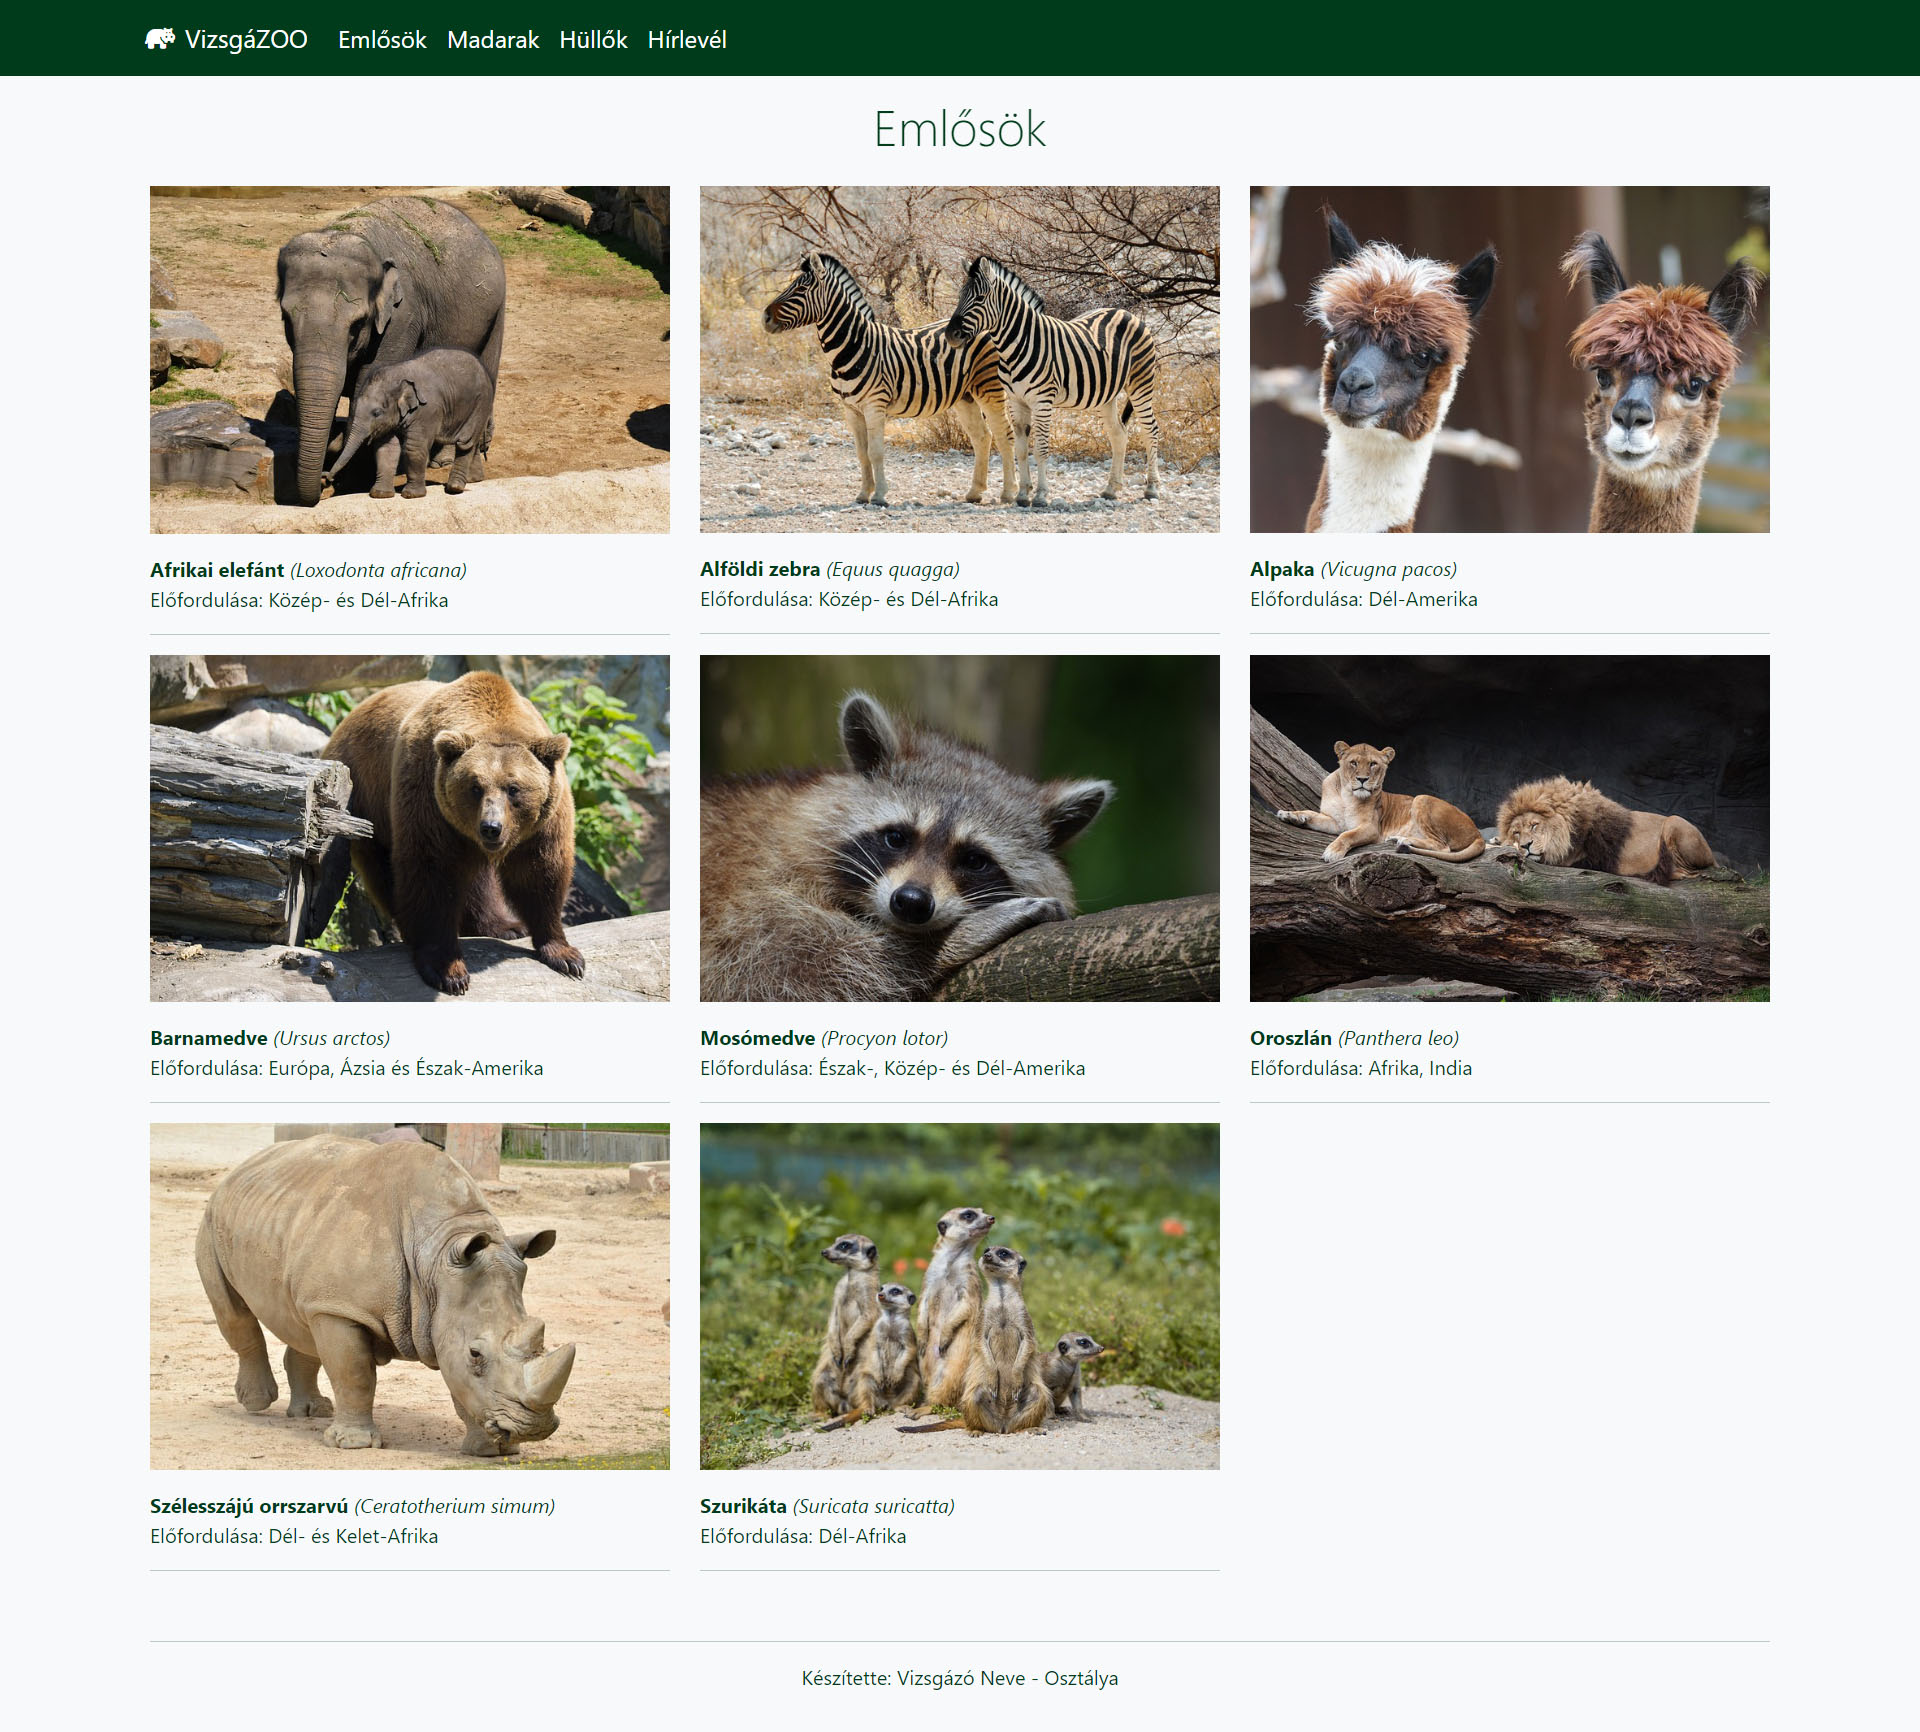 VizsgáZOO Emlősök Madarak Hüllők Hírlevél
Emlősök
Afrikai elefánt (Loxodonta africana)
Előfordulása: Közép- és Dél-Afrika
Alföldi zebra (Equus quagga)
Előfordulása: Közép- és Dél-Afrika
Alpaka (Vicugna pacos)
Előfordulása: Dél-Amerika
Barnamedve (Ursus arctos)
Előfordulása: Európa, Ázsia és Észak-Amerika
Mosómedve (Procyon lotor)
Előfordulása: Észak-, Közép- és Dél-Amerika
Oroszlán (Panthera leo)
Előfordulása: Afrika, India
Szélesszájú orrszarvú (Ceratotherium simum)
Előfordulása: Dél- és Kelet-Afrika
Szurikáta (Suricata suricatta)
Előfordulása: Dél-Afrika
Készítette: Vizsgázó Neve - Osztálya